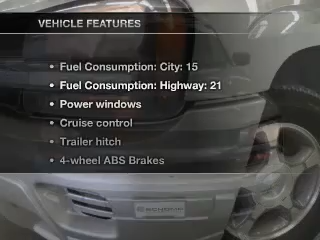 VEHICLE FEATURES
• Fuel Consumption: City: 15
• Fuel Consumption: Highway: 21
• Power windows
• Cruise control
• Trailer hitch
• 4-wheel ABS Brakes